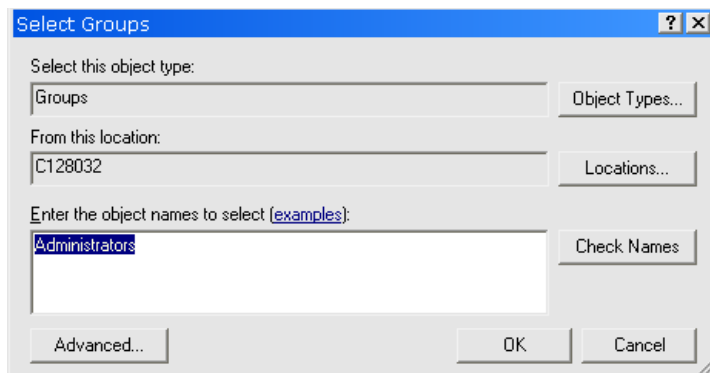 Select Groups
Select this object type:
Groups
Object Types...
From this location:
C128032
Locations...
Enter the object names to select (examples):
Administrators
Check Names
Advanced...
OK
Cancel